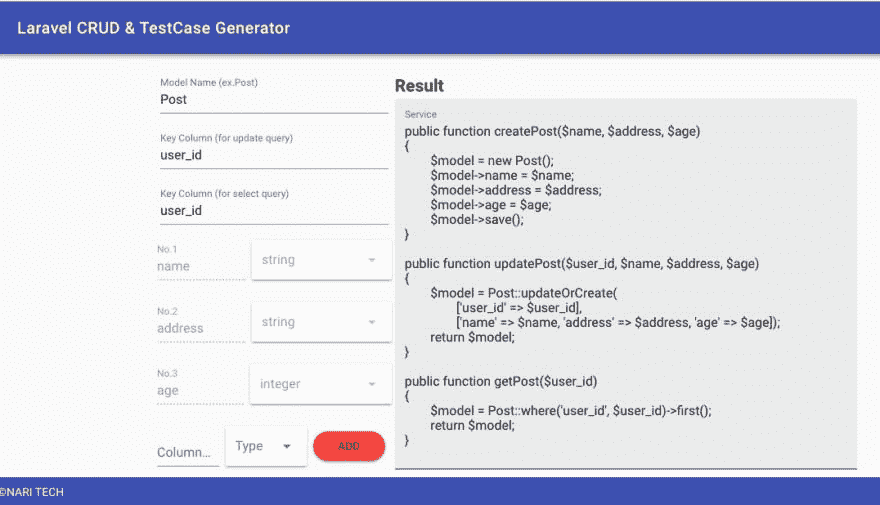 Laravel CRUD & TestCase Generator
Model Name (ex.Post)
Post
Key Column (for update query)
user_id
Key Column (for select query)
user_id
No.1
name
string
No.2
address
string
No.3
age
integer
Column...
Type
ADD
Result
Service
public function createPost($name, $address, $age)
{
$model = new Post();
$model->name = $name;
$model->address = $address;
$model->age = $age;
$model->save();
}
public function updatePost($user_id, $name, $address, $age)
{
$model = Post::updateOrCreate(
['user_id' => $user_id],
['name' => $name, 'address' => $address, 'age' => $age]);
return $model;
}
public function getPost($user_id)
{
$model = Post::where('user_id', $user_id)->first();
return $model;
}
©NARI TECH